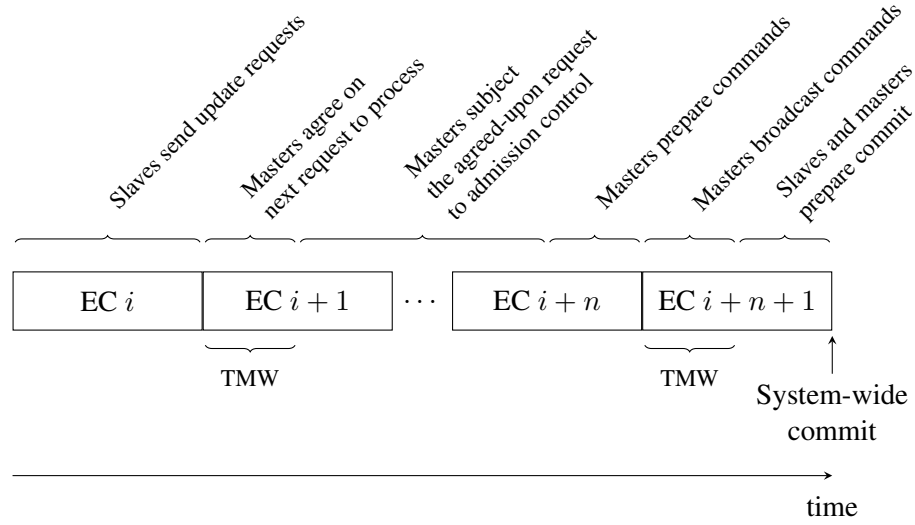 Slaves send update requests
Masters agree on
next request to process
Masters subject
the agreed-upon request
to admission control
Masters prepare commands
Masters broadcast commands
Slaves and masters
prepare commit
EC i
EC i + 1
···
EC i + n
EC i + n + 1
TMW
TMW
System-wide
commit
time